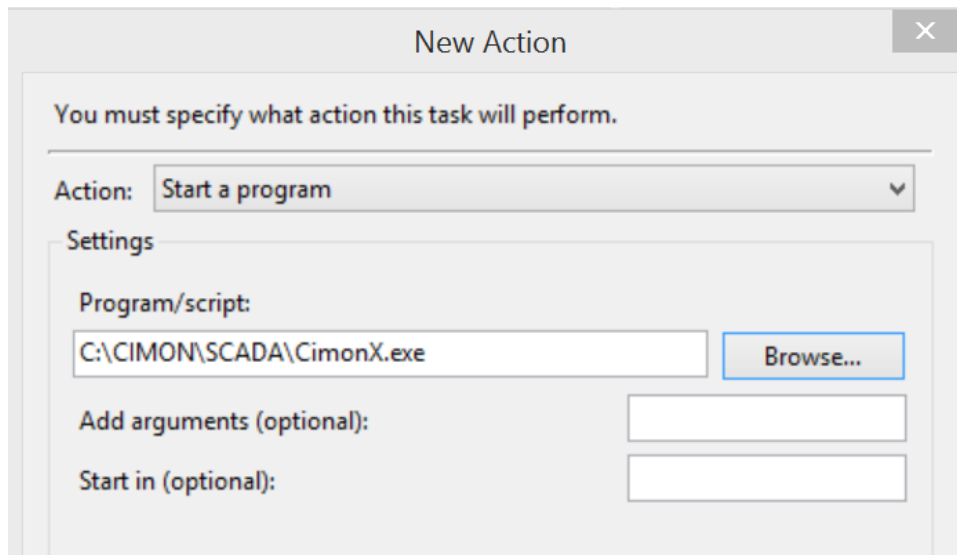 New Action
You must specify what action this task will perform.
Action: Start a program
Settings
Program/script:
C:\CIMON\SCADA\CimonX.exe Browse...
Add arguments (optional):
Start in (optional):